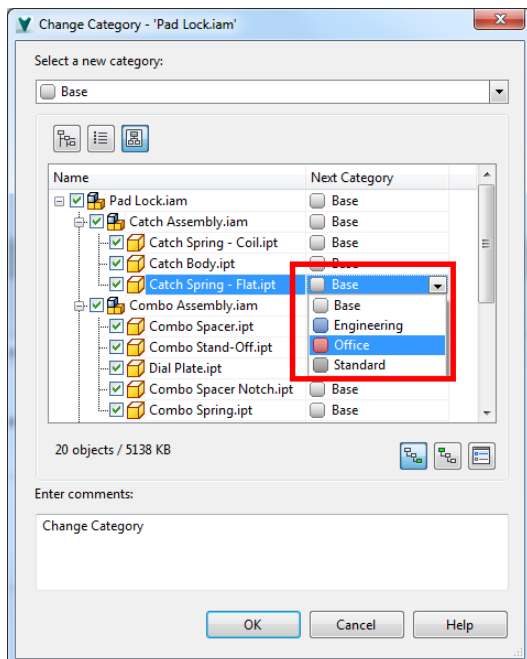 Change Category - 'Pad Lock.iam'
Select a new category:
Base
Name Next Category
Pad Lock.iam Base
Catch Assembly.iam Base
Catch Spring - Coil.ipt Base
Catch Body.ipt Base
Catch Spring - Flat.ipt Base
Combo Assembly.iam Base
Combo Spacer.ipt Engineering
Combo Stand-Off.ipt Office
Dial Plate.ipt Standard
Combo Spacer Notch.ipt Base
Combo Spring.ipt Base
20 objects / 5138 KB
Enter comments:
Change Category
OK Cancel Help